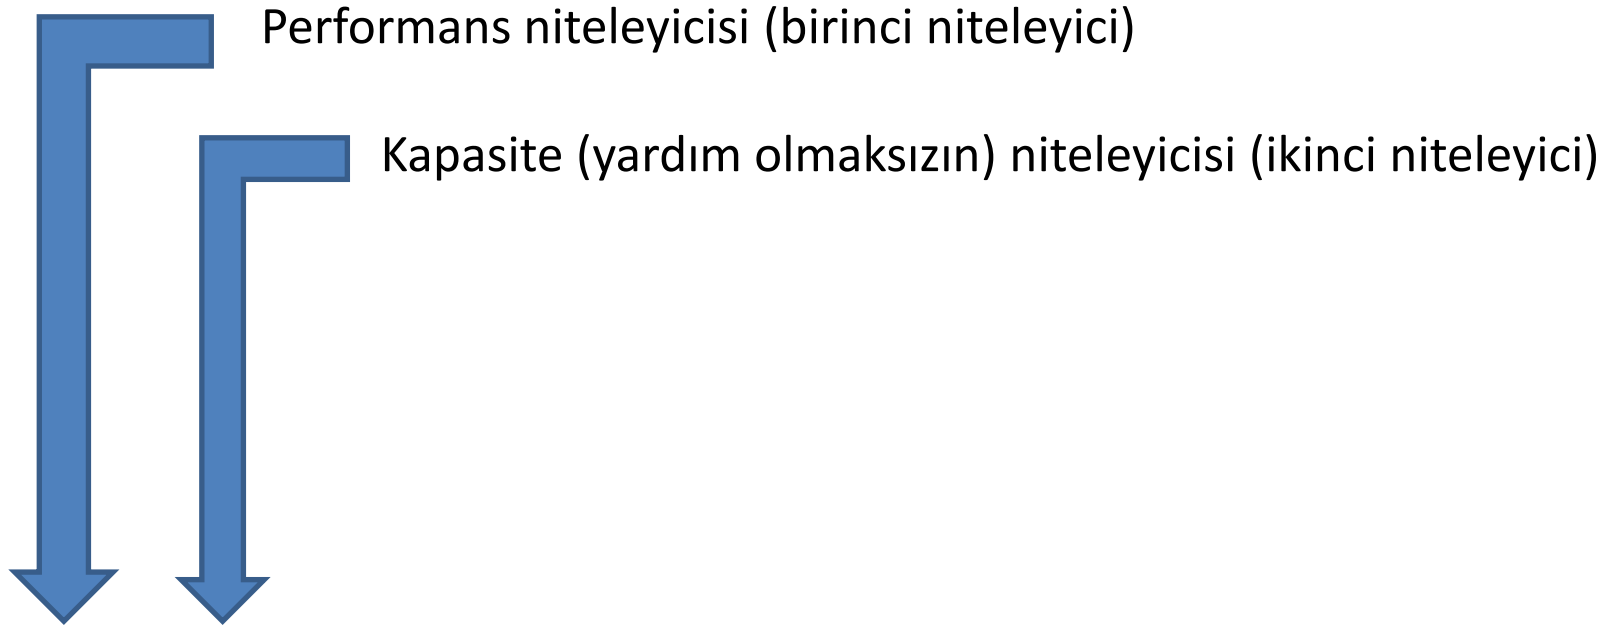 Performans niteleyicisi (birinci niteleyici)
Kapasite (yardım olmaksızın) niteleyicisi (ikinci niteleyici)